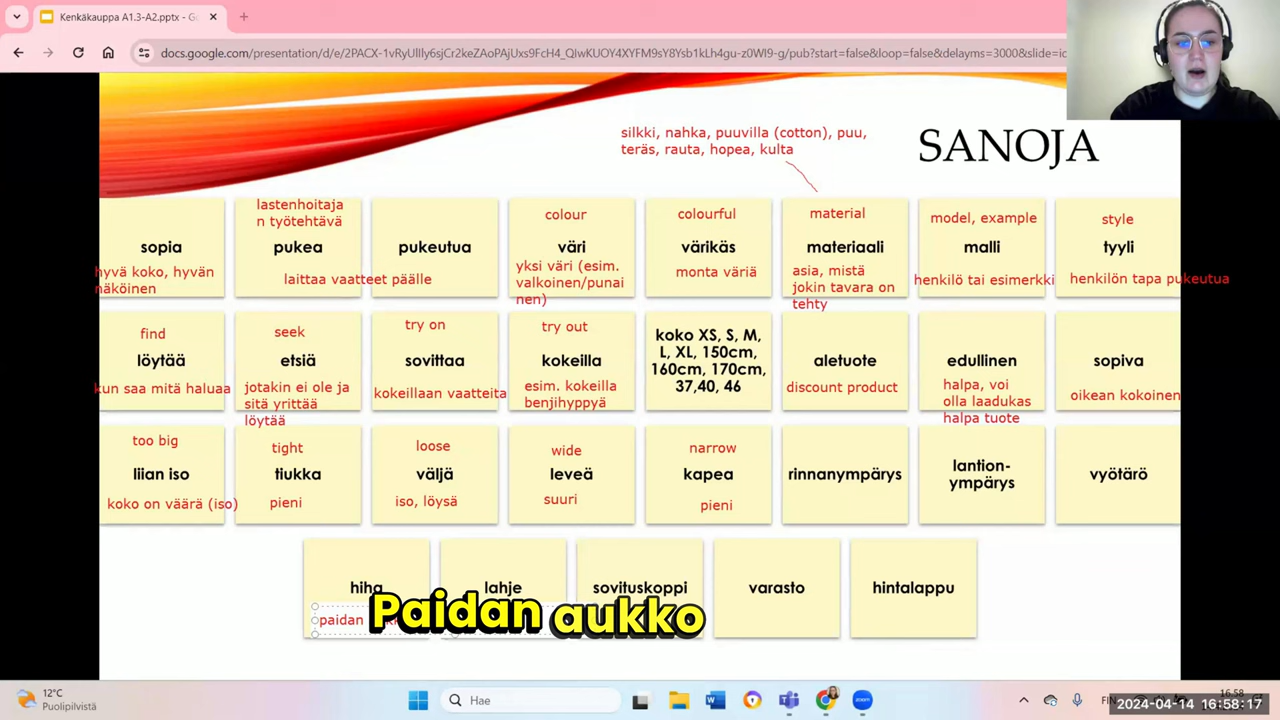 Kenkäkauppa A1.3-A2.pptx - Go
docs.google.com/presentation/d/e/2PACX-1vRyUllly6sjCr2keZAoPAjUxs9FcH4_QIwKUOY4XYFM9sY8Ysb1kLh4gu-z0WI9-g/pub?start=false&loop=false&delayms=3000&slide=ic
silkki, nahka, puuvilla (cotton), puu,
teräs, rauta, hopea, kulta
SANOJA
lastenhoitaja
n työtehtävä
colour
colourful
material
model, example
style
sopia
pukea
pukeutua
väri
värikäs
materiaali
malli
tyyli
hyvä koko, hyvän
näköinen
laittaa vaatteet päälle
yksi väri (esim.
valkoinen/punai
nen)
monta väriä
asia, mistä
jokin tavara on
tehty
henkilö tai esimerkki
henkilön tapa pukeutua
find
seek
try on
try out
löytää
etsiä
sovittaa
kokeilla
koko XS, S, M,
L, XL, 150cm,
160cm, 170cm,
37,40, 46
aletuote
edullinen
sopiva
kun saa mitä haluaa
jotakin ei ole ja
sitä yrittää
löytää
kokeillaan vaatteita
esim. kokeilla
benjihyppyä
discount product
halpa, voi
olla laadukas
halpa tuote
oikean kokoinen
too big
tight
loose
wide
narrow
liian iso
tiukka
väljä
leveä
kapea
rinnanympärys
lantion-
ympärys
vyötärö
koko on väärä (iso)
pieni
iso, löysä
suuri
pieni
hiha
lahje
sovituskoppi
varasto
hintalappu
paidan
Paidan aukko
12°C
Puolipilvistä
Hae
FIN
16.58
2024-04-14 16:58:17